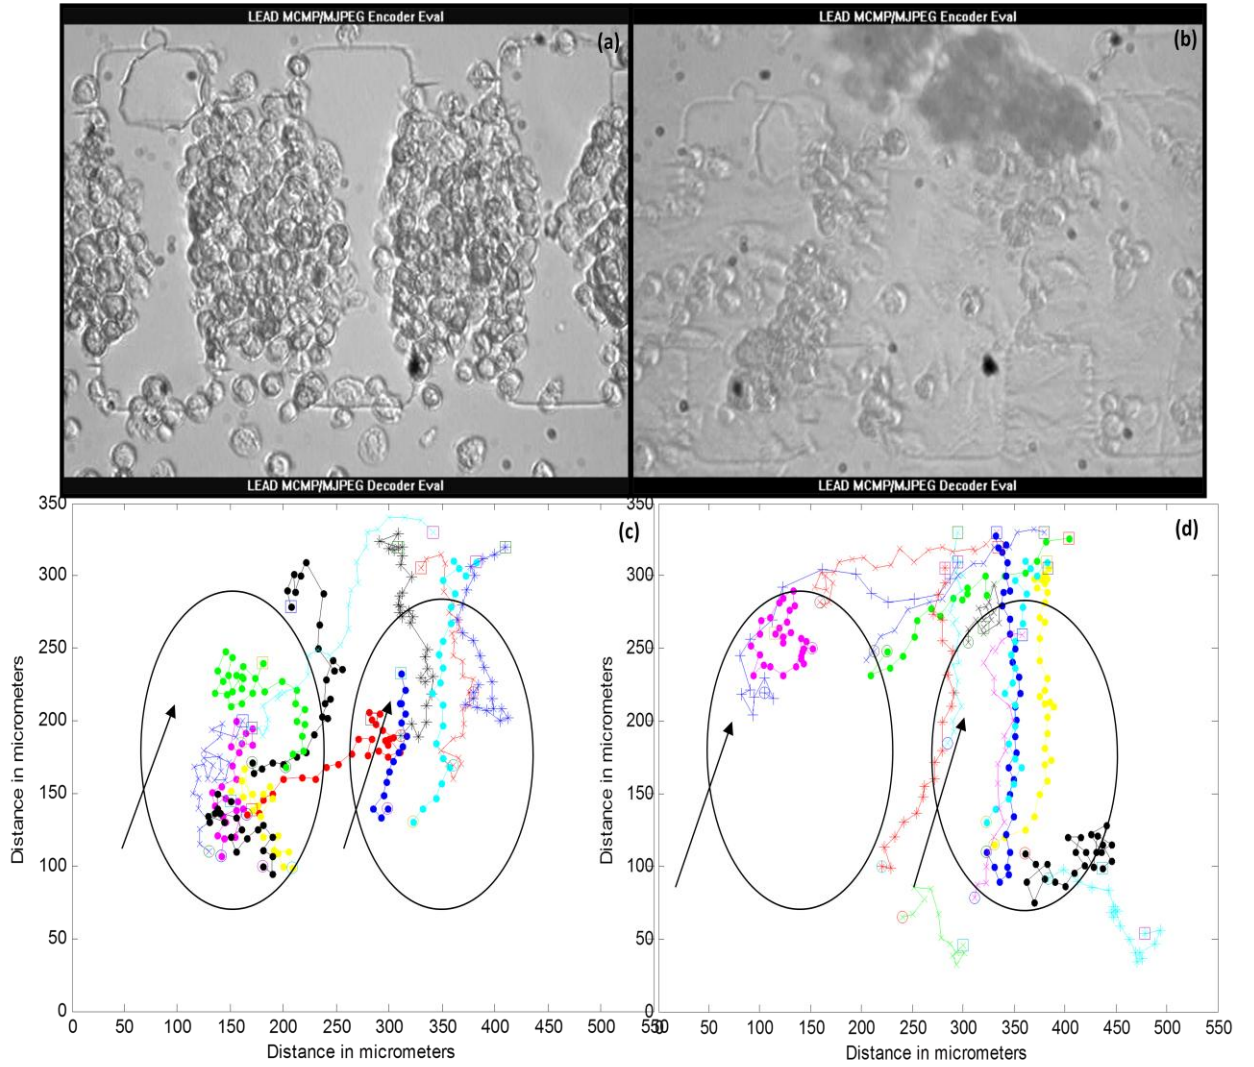 LEAD MCMP/MJPEG Encoder Eval
(a)
LEAD MCMP/MJPEG Decoder Eval
LEAD MCMP/MJPEG Encoder Eval
(b)
LEAD MCMP/MJPEG Decoder Eval
(c)
350
300
250
200
150
100
50
0
Distance in micrometers
0 50 100 150 200 250 300 350 400 450 500
Distance in micrometers
(d)
350
300
250
200
150
100
50
0
Distance in micrometers
50 100 150 200 250 300 350 400 450 500 550
Distance in micrometers